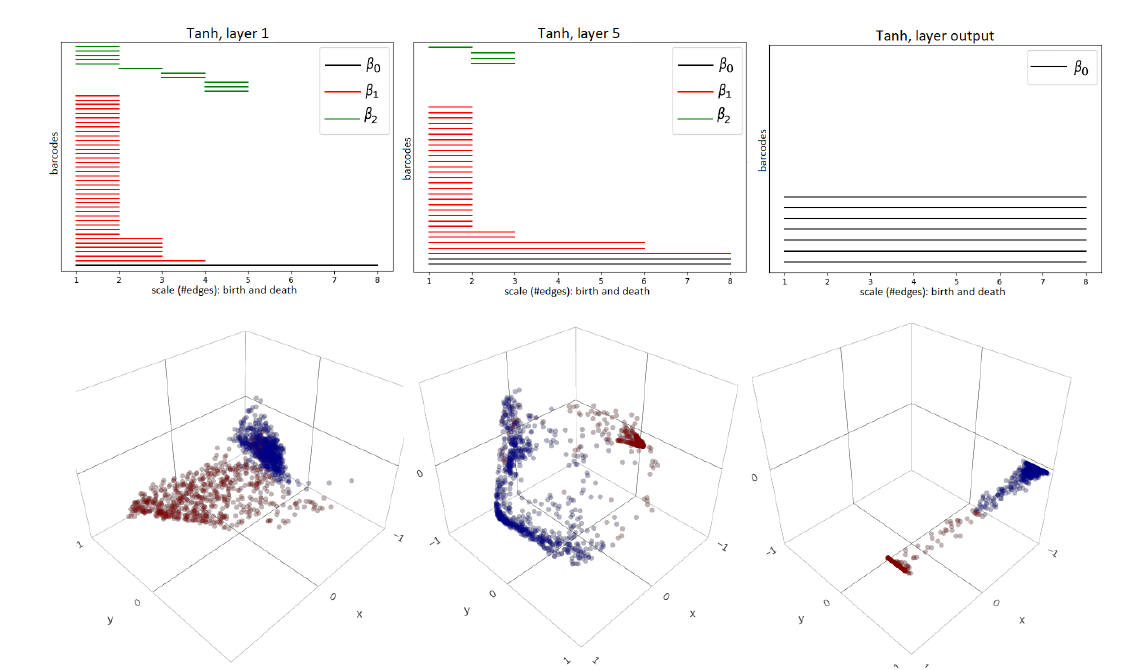 Tanh, layer 1
β0
β1
β2
barcodes
1 2 3 4 5 6 7 8
scale (#edges): birth and death
Tanh, layer 5
β0
β1
β2
barcodes
1 2 3 4 5 6 7 8
scale (#edges): birth and death
Tanh, layer output
β0
barcodes
1 2 3 4 5 6 7 8
scale (#edges): birth and death
1
0
y
0
x
−1
0
−1
0
y
1
1
0
x
−1
0
−1
0
y
0
x
−1